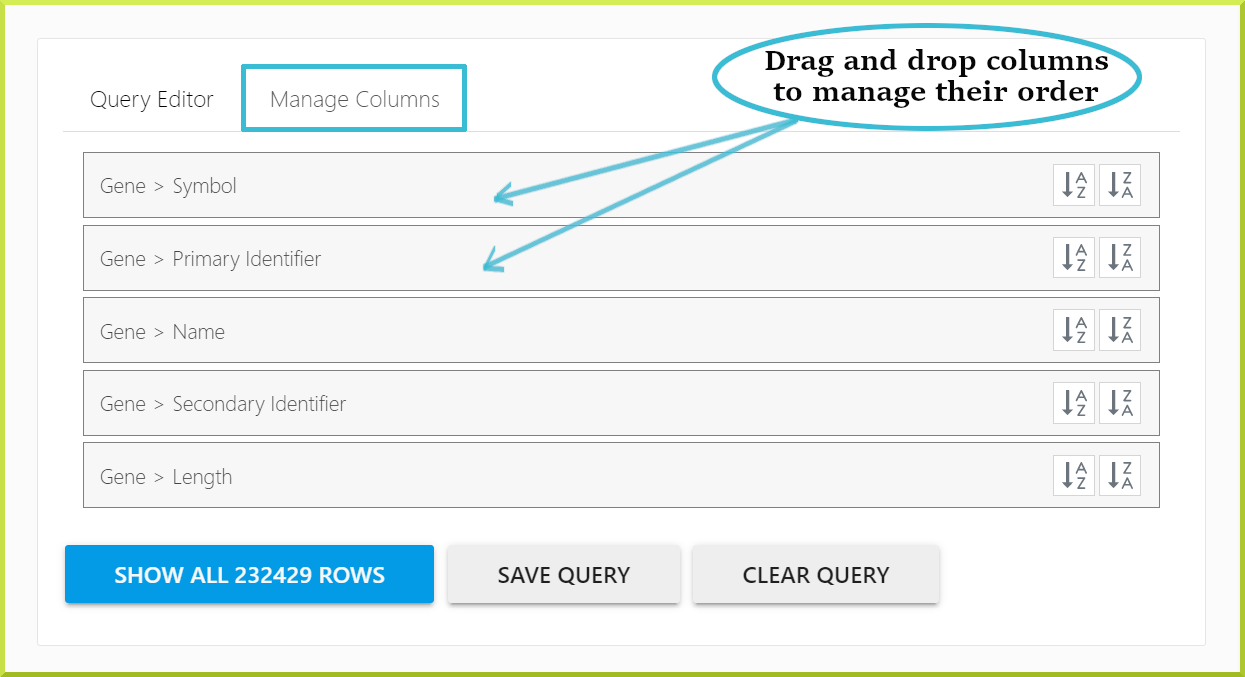 Drag and drop columns
to manage their order
Query Editor
Manage Columns
Gene > Symbol
A Z
Z A
Gene > Primary Identifier
A Z
Z A
Gene > Name
A Z
Z A
Gene > Secondary Identifier
A Z
Z A
Gene > Length
A Z
Z A
SHOW ALL 232429 ROWS
SAVE QUERY
CLEAR QUERY